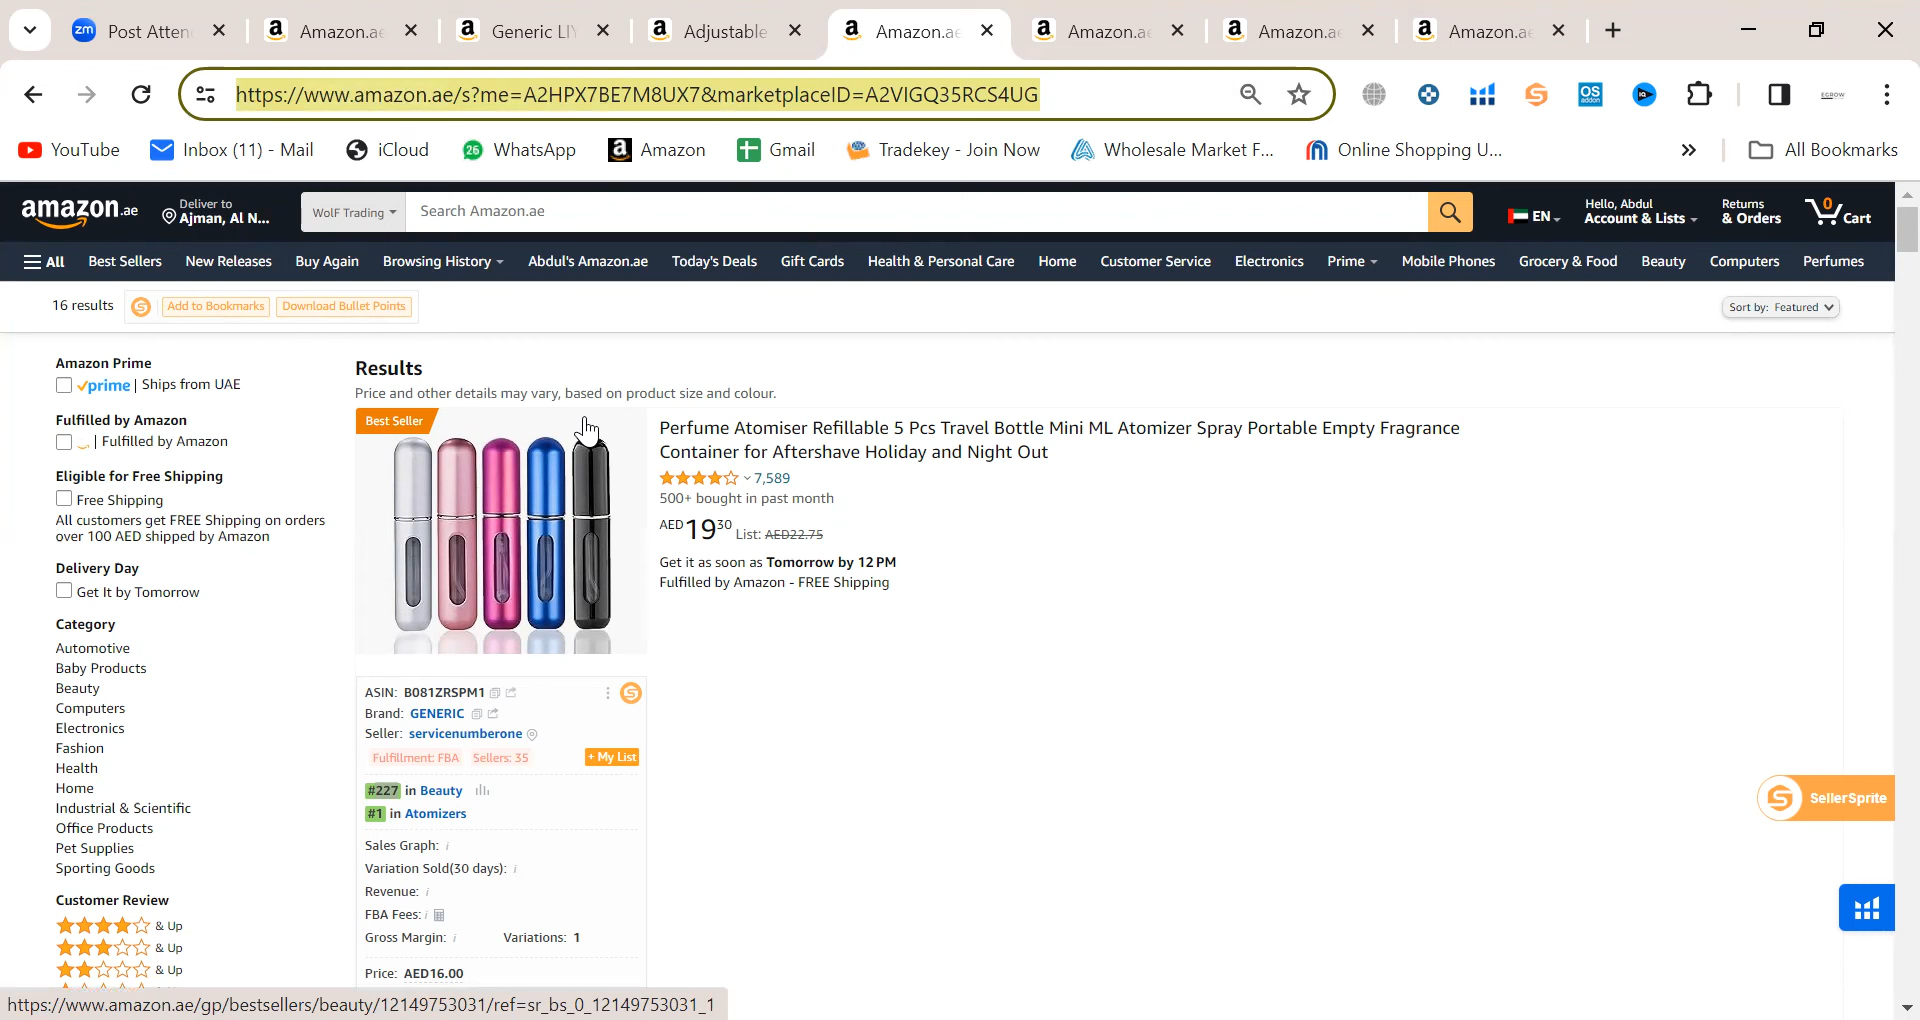 zm Post Atten
Amazon.ae
Generic LIY
Adjustable
Amazon.ae
Amazon.ae
Amazon.ae
Amazon.ae
https://www.amazon.ae/s?me=A2HPX7BE7M8UX7&marketplaceID=A2VIGQ35RCS4UG
OS addon
EGROW
YouTube
Inbox (11) - Mail
iCloud
26 WhatsApp
Amazon
Gmail
Tradekey - Join Now
Wholesale Market F...
Online Shopping U...
All Bookmarks
amazon.ae
Deliver to
Ajman, Al N...
WolF Trading
Search Amazon.ae
EN
Hello, Abdul
Account & Lists
Returns
& Orders
0
Cart
All
Best Sellers
New Releases
Buy Again
Browsing History
Abdul's Amazon.ae
Today's Deals
Gift Cards
Health & Personal Care
Home
Customer Service
Electronics
Prime
Mobile Phones
Grocery & Food
Beauty
Computers
Perfumes
16 results
Add to Bookmarks
Download Bullet Points
Sort by: Featured
Amazon Prime
prime | Ships from UAE
Fulfilled by Amazon
| Fulfilled by Amazon
Eligible for Free Shipping
Free Shipping
All customers get FREE Shipping on orders
over 100 AED shipped by Amazon
Delivery Day
Get It by Tomorrow
Category
Automotive
Baby Products
Beauty
Computers
Electronics
Fashion
Health
Home
Industrial & Scientific
Office Products
Pet Supplies
Sporting Goods
Customer Review
& Up
& Up
& Up
Results
Price and other details may vary, based on product size and colour.
Best Seller
Perfume Atomiser Refillable 5 Pcs Travel Bottle Mini ML Atomizer Spray Portable Empty Fragrance
Container for Aftershave Holiday and Night Out
7,589
500+ bought in past month
AED 19 30 List: AED22.75
Get it as soon as Tomorrow by 12 PM
Fulfilled by Amazon - FREE Shipping
ASIN: B081ZRSPM1
Brand: GENERIC
Seller: servicenumberone
Fulfillment: FBA Sellers: 35
+ My List
#227 in Beauty
#1 in Atomizers
Sales Graph: i
Variation Sold(30 days): i
Revenue: i
FBA Fees: i
Gross Margin: i Variations: 1
Price: AED16.00
SellerSprite
https://www.amazon.ae/gp/bestsellers/beauty/12149753031/ref=sr_bs_0_12149753031_1